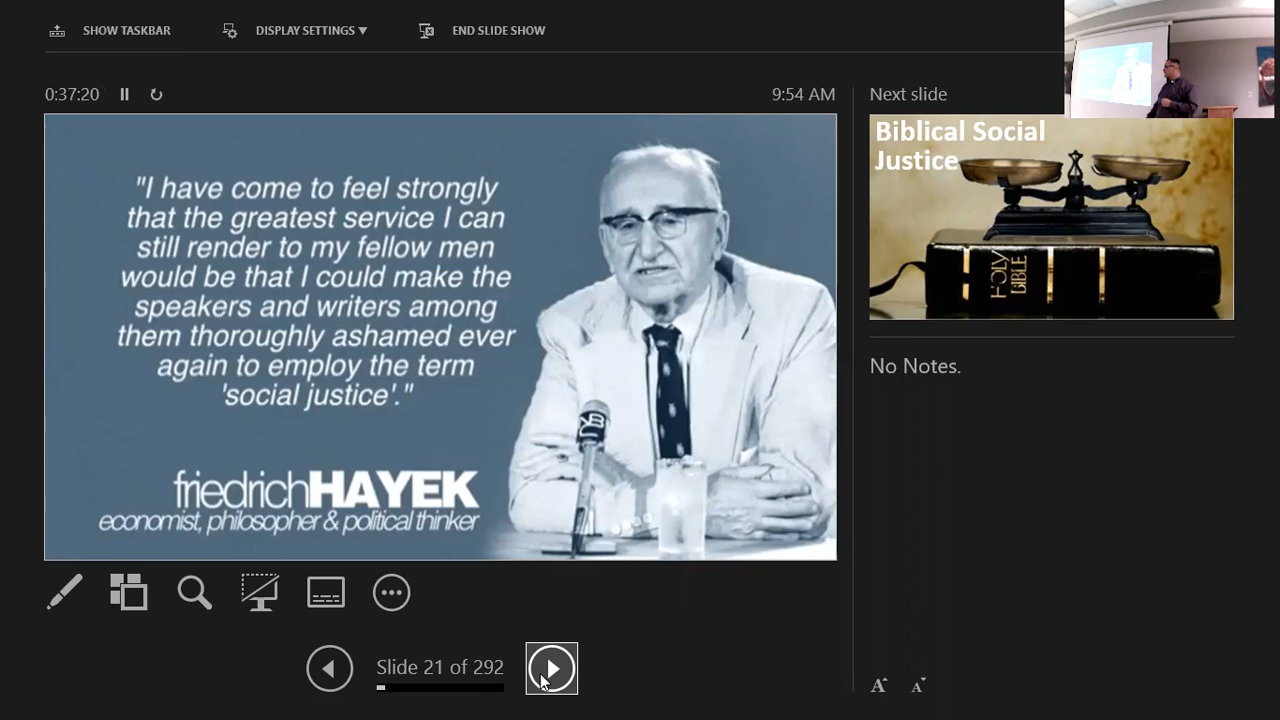 SHOW TASKBAR
DISPLAY SETTINGS ▼
END SLIDE SHOW
0:37:20
9:54 AM
"I have come to feel strongly
that the greatest service I can
still render to my fellow men
would be that I could make the
speakers and writers among
them thoroughly ashamed ever
again to employ the term
'social justice'."
friedrichHAYEK
economist, philosopher & political thinker
NBC
Next slide
Biblical Social
Justice
HOLY
BIBLE
No Notes.
Slide 21 of 292
A A